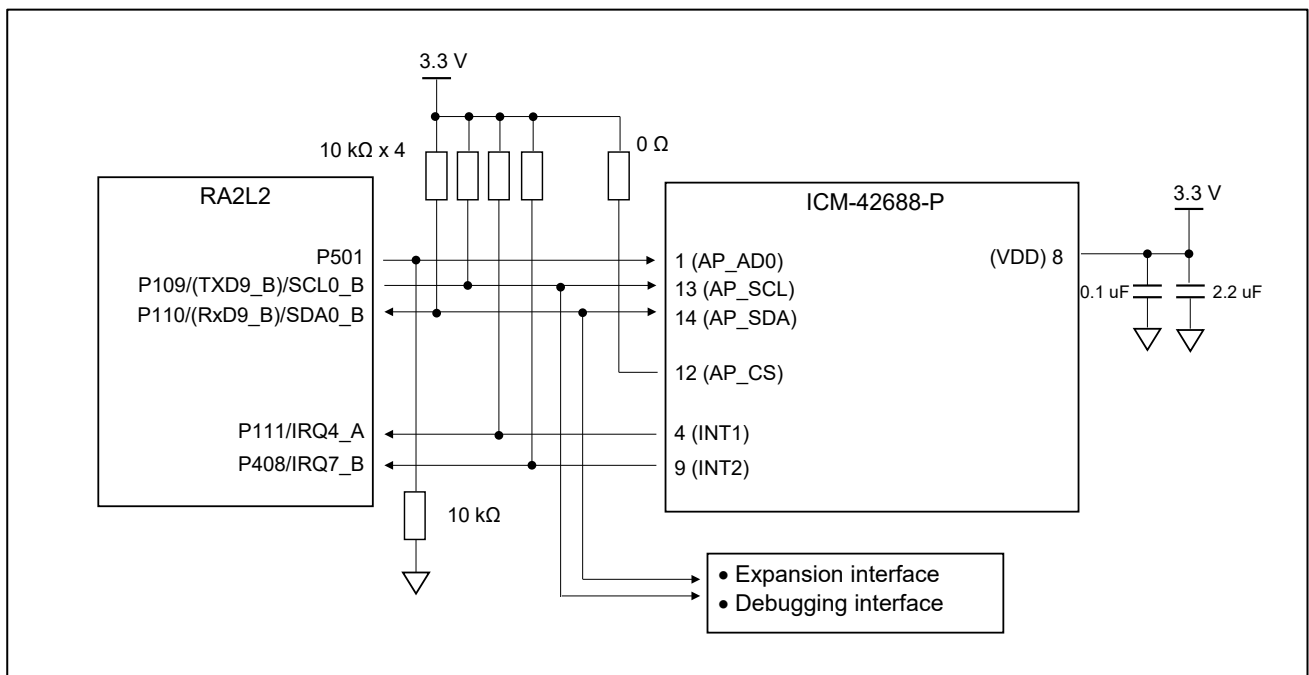 3.3 V
10 kΩ x 4
0 Ω
RA2L2
ICM-42688-P
3.3 V
P501
1 (AP_AD0)
(VDD) 8
P109/(TXD9_B)/SCL0_B
13 (AP_SCL)
0.1 uF
2.2 uF
P110/(RxD9_B)/SDA0_B
14 (AP_SDA)
12 (AP_CS)
P111/IRQ4_A
4 (INT1)
P408/IRQ7_B
9 (INT2)
10 kΩ
● Expansion interface
● Debugging interface